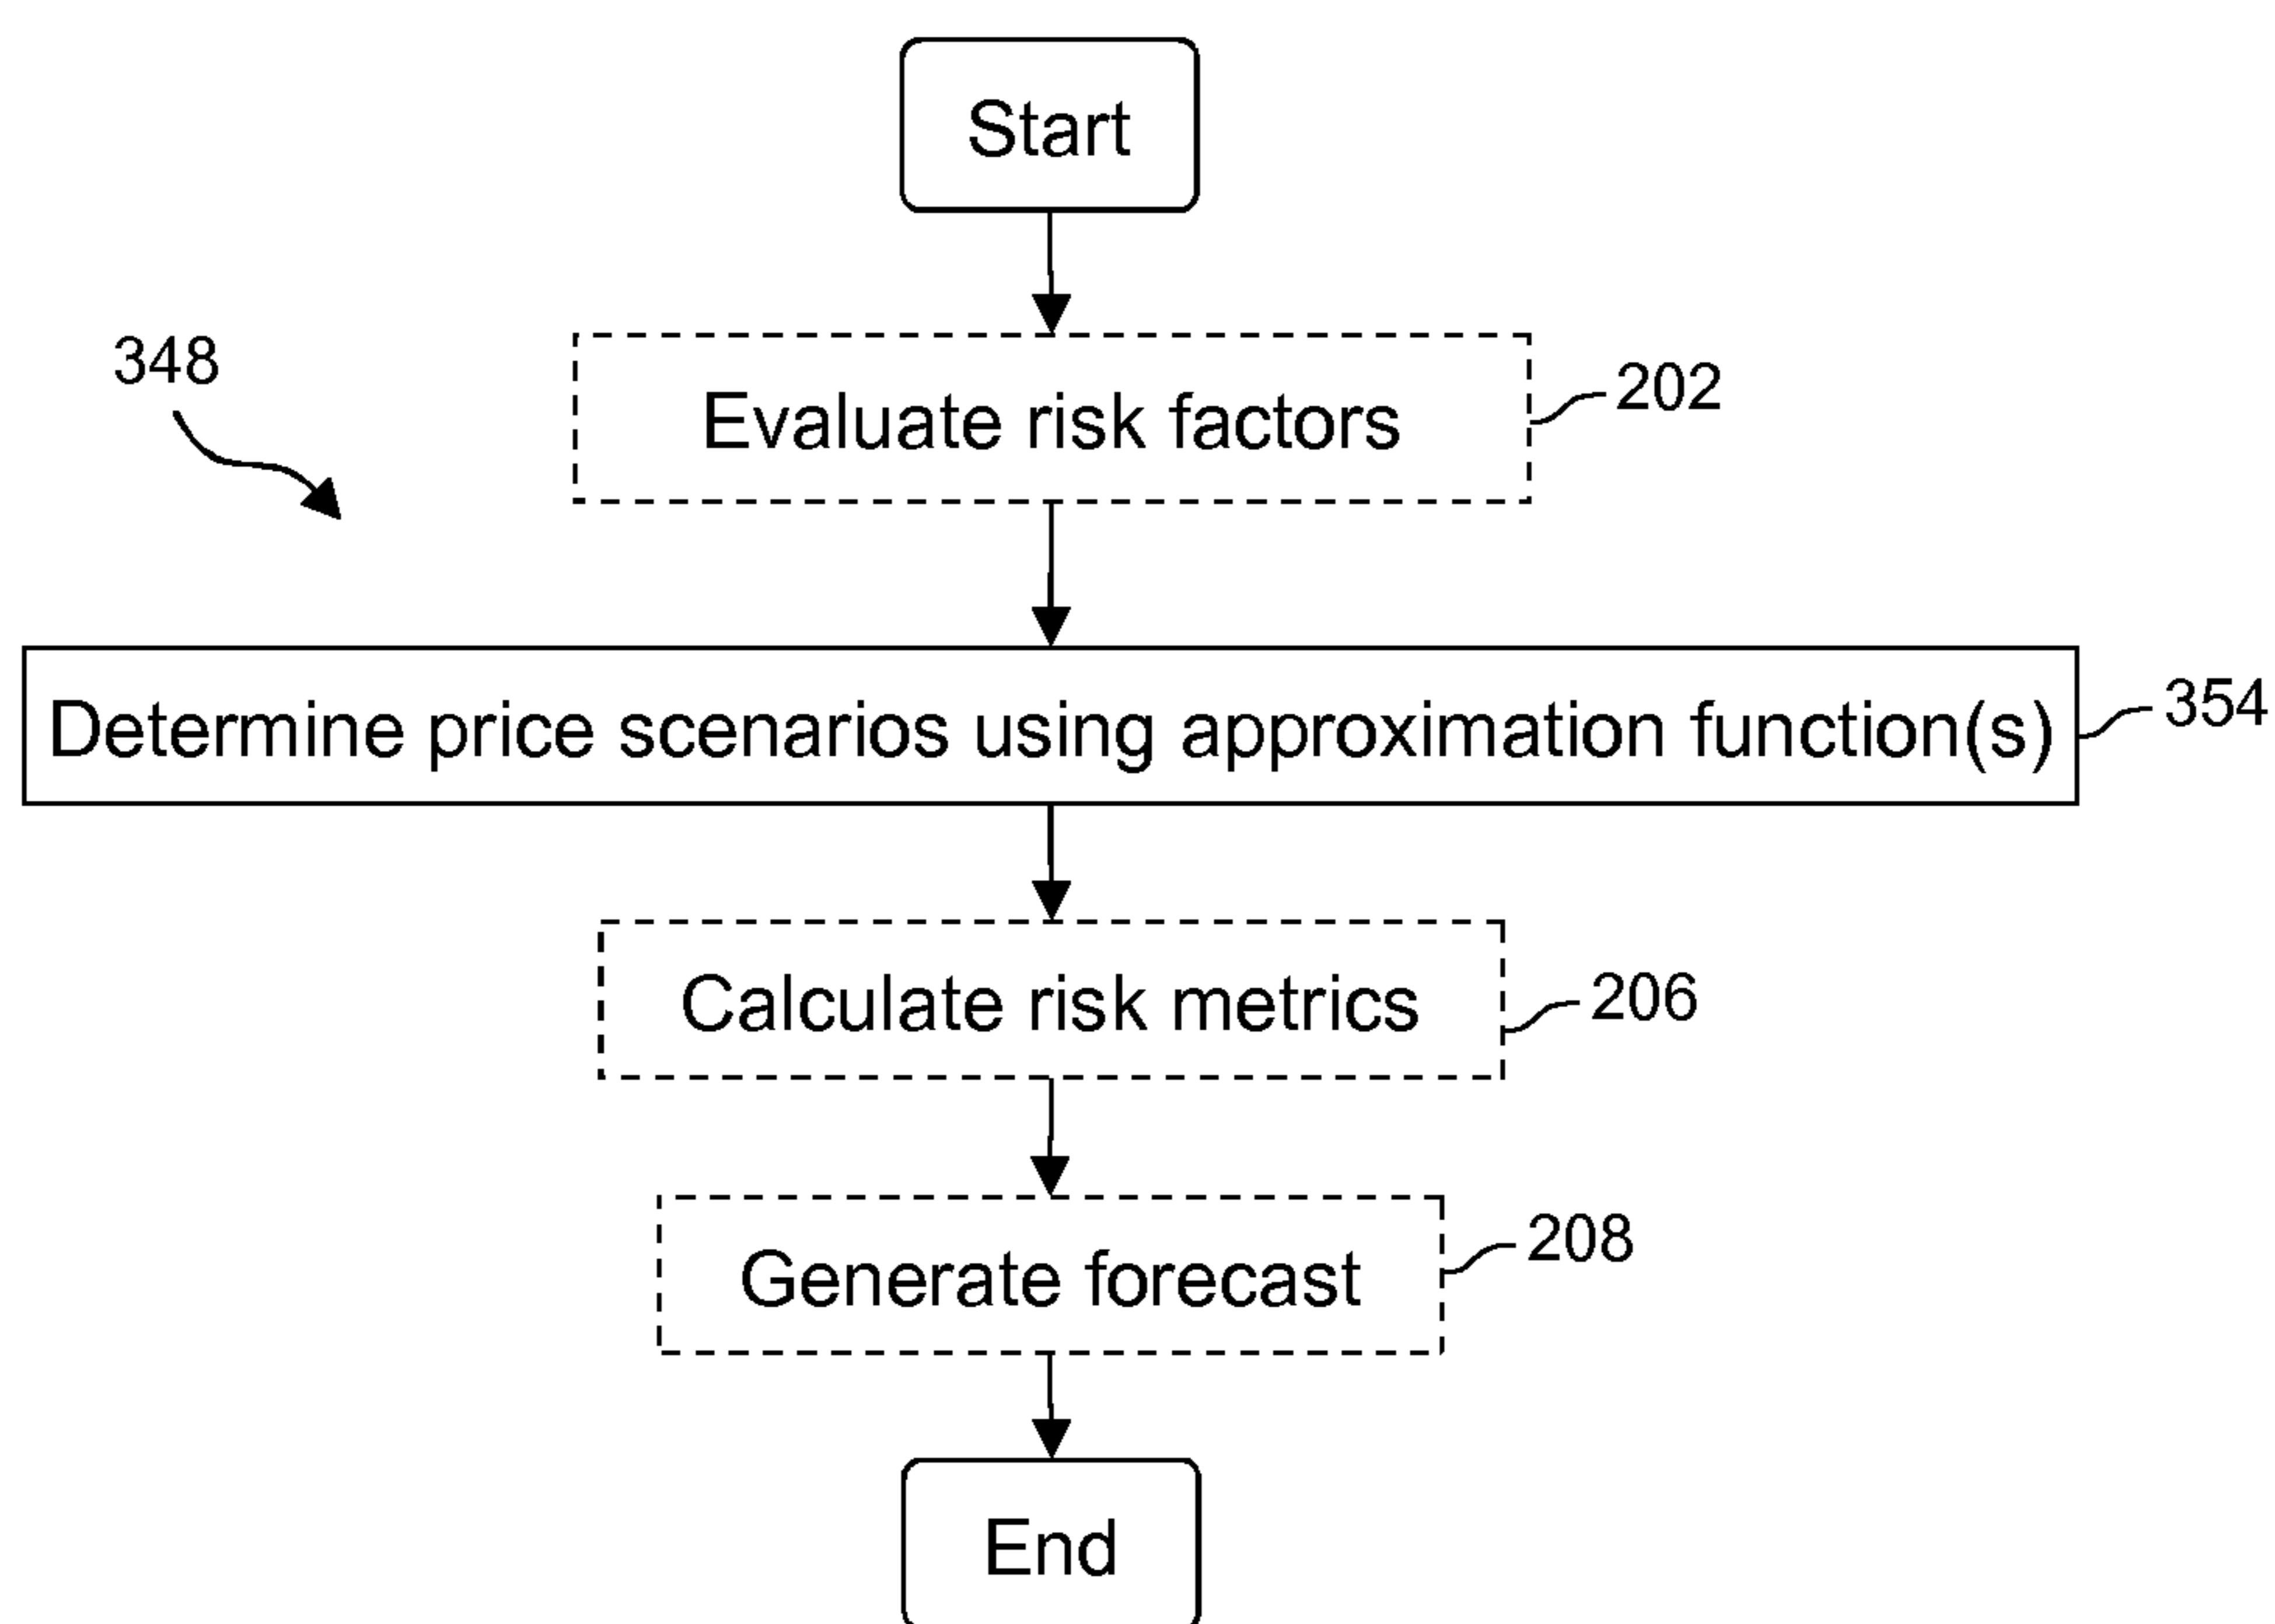 Start
348
Evaluate risk factors
202
Determine price scenarios using approximation function(s)
354
Calculate risk metrics
206
Generate forecast
208
End